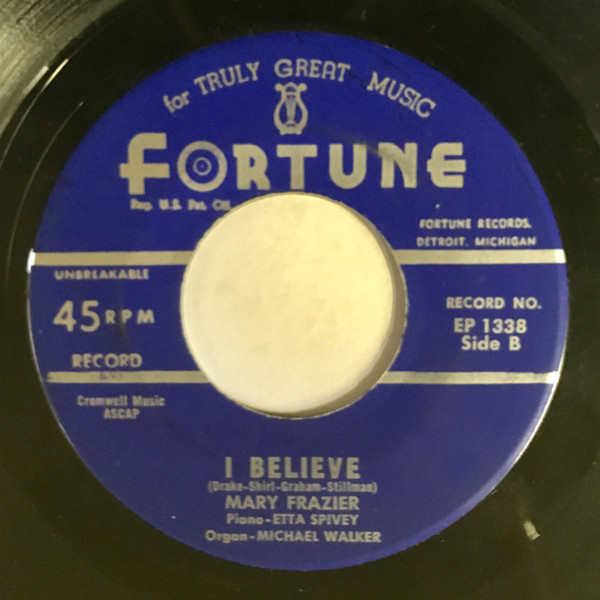 for TRULY GREAT MUSIC
FORTUNE
Reg. U.S. Pat. Off.
FORTUNE RECORDS.
DETROIT, MICHIGAN
UNBREAKABLE
45 RPM
RECORD
RECORD NO.
EP 1338
Side B
Cromwell Music
ASCAP
I BELIEVE
(Drake-Shirl-Graham-Stillman)
MARY FRAZIER
Piano-ETTA SPIVEY
Organ-MICHAEL WALKER